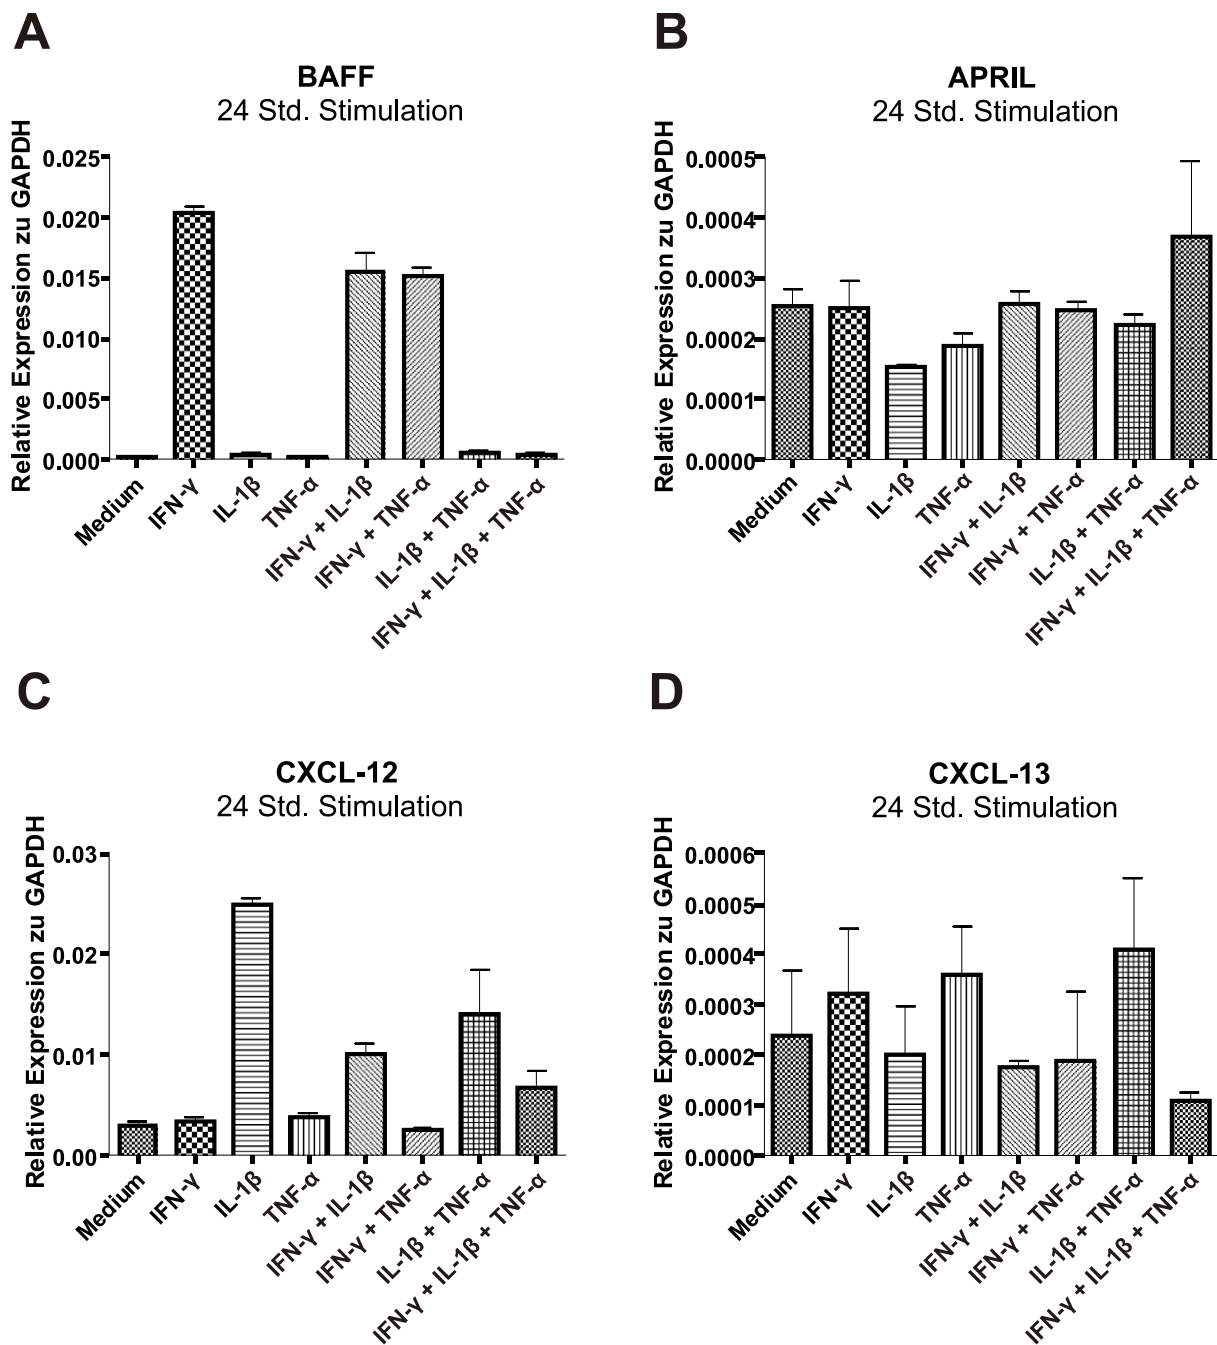 A
BAFF
24 Std. Stimulation
Relative Expression zu GAPDH
0.025
0.020
0.015
0.010
0.005
0.000
Medium
IFN-γ
IL-1β
TNF-α
IFN-γ + IL-1β
IFN-γ + TNF-α
IL-1β + TNF-α
IFN-γ + IL-1β + TNF-α
B
APRIL
24 Std. Stimulation
Relative Expression zu GAPDH
0.0005
0.0004
0.0003
0.0002
0.0001
0.0000
Medium
IFN-γ
IL-1β
TNF-α
IFN-γ + IL-1β
IFN-γ + TNF-α
IL-1β + TNF-α
IFN-γ + IL-1β + TNF-α
C
CXCL-12
24 Std. Stimulation
Relative Expression zu GAPDH
0.03
0.02
0.01
0.00
Medium
IFN-γ
IL-1β
TNF-α
IFN-γ + IL-1β
IFN-γ + TNF-α
IL-1β + TNF-α
IFN-γ + IL-1β + TNF-α
D
CXCL-13
24 Std. Stimulation
Relative Expression zu GAPDH
0.0006
0.0005
0.0004
0.0003
0.0002
0.0001
0.0000
Medium
IFN-γ
IL-1β
TNF-α
IFN-γ + IL-1β
IFN-γ + TNF-α
IL-1β + TNF-α
IFN-γ + IL-1β + TNF-α